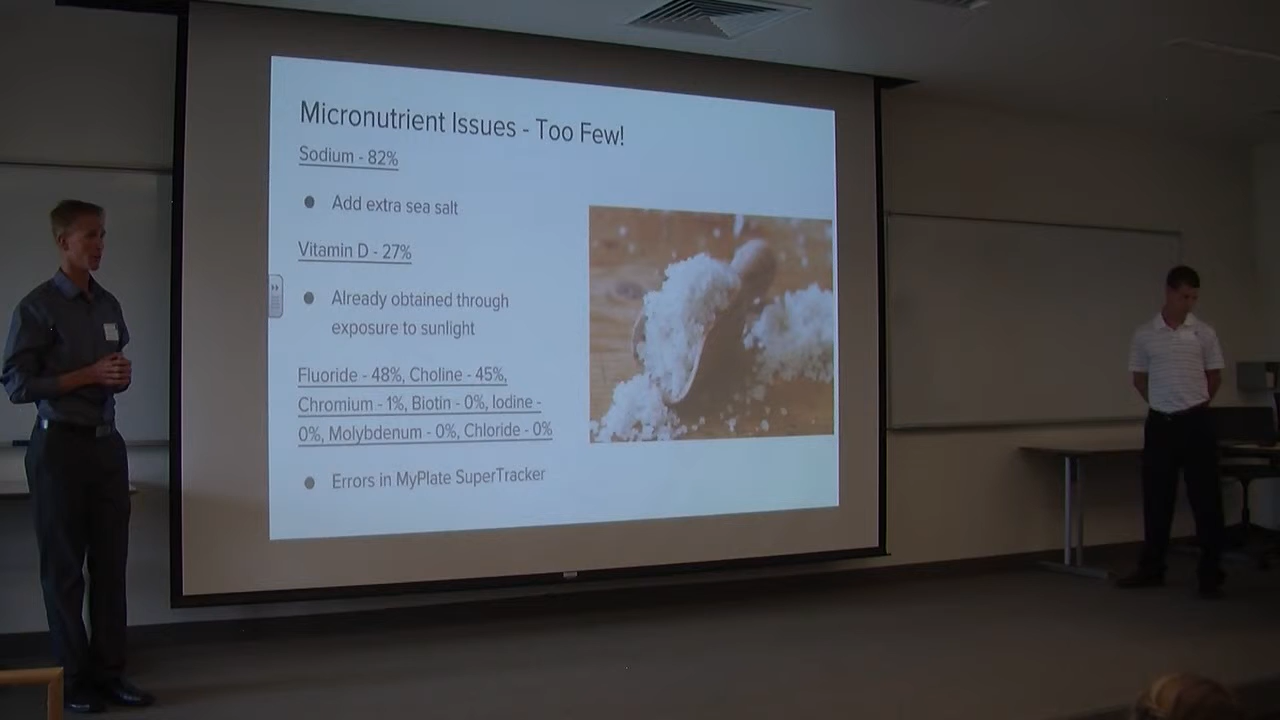 Micronutrient Issues - Too Few!
Sodium - 82%
● Add extra sea salt
Vitamin D - 27%
● Already obtained through
exposure to sunlight
Fluoride - 48%, Choline - 45%,
Chromium - 1%, Biotin - 0%, Iodine -
0%, Molybdenum - 0%, Chloride - 0%
● Errors in MyPlate SuperTracker